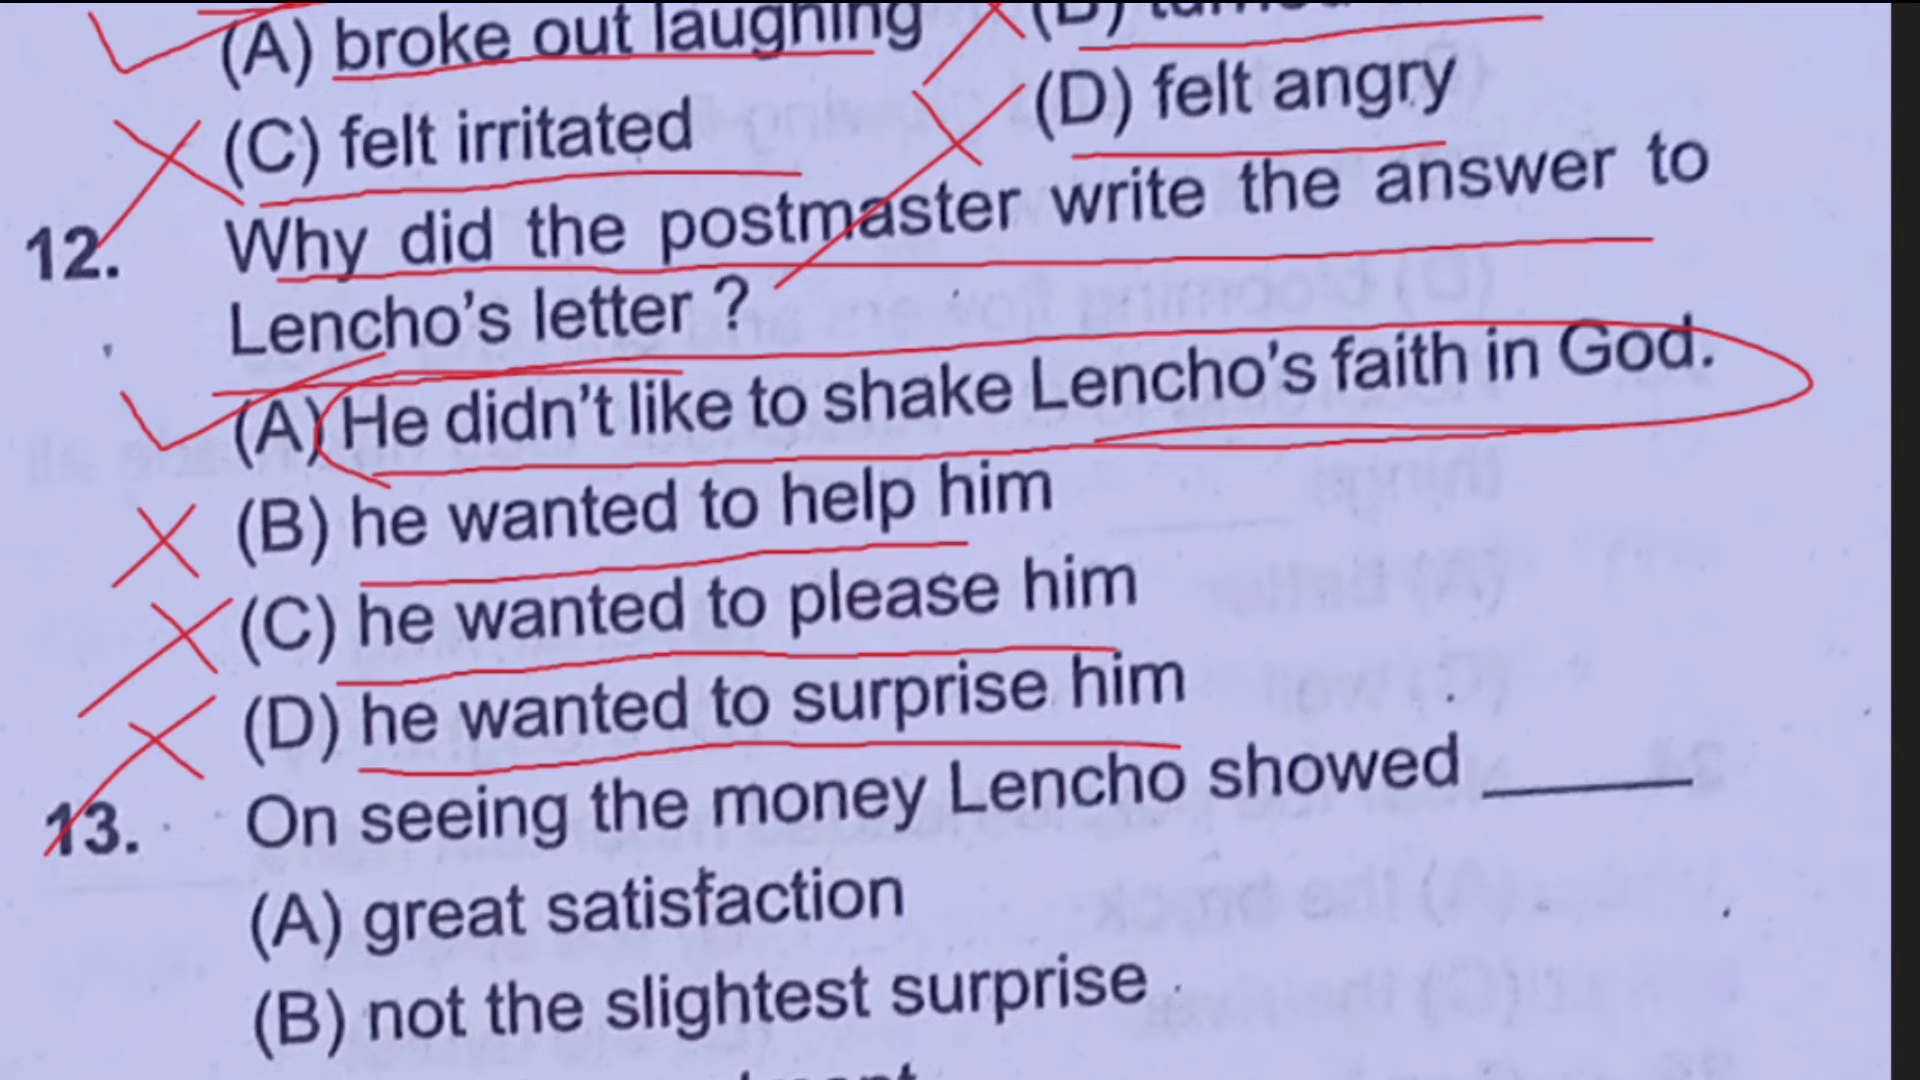 (A) broke out laughing (B)
(C) felt irritated (D) felt angry
12. Why did the postmaster write the answer to
Lencho's letter ?
(A) He didn't like to shake Lencho's faith in God.
(B) he wanted to help him
(C) he wanted to please him
(D) he wanted to surprise him
13. On seeing the money Lencho showed ______
(A) great satisfaction
(B) not the slightest surprise